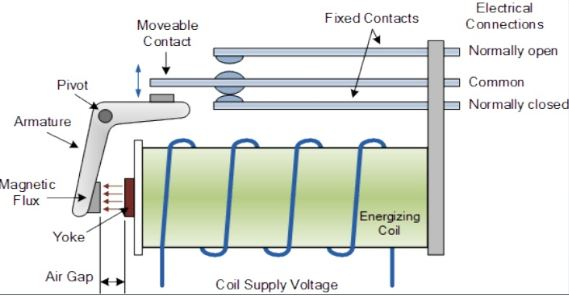 Electrical
Connections
Fixed Contacts
Moveable
Contact
Normally open
Common
Normally closed
Pivot
Armature
Magnetic
Flux
Yoke
Energizing
Coil
Air Gap
Coil Supply Voltage